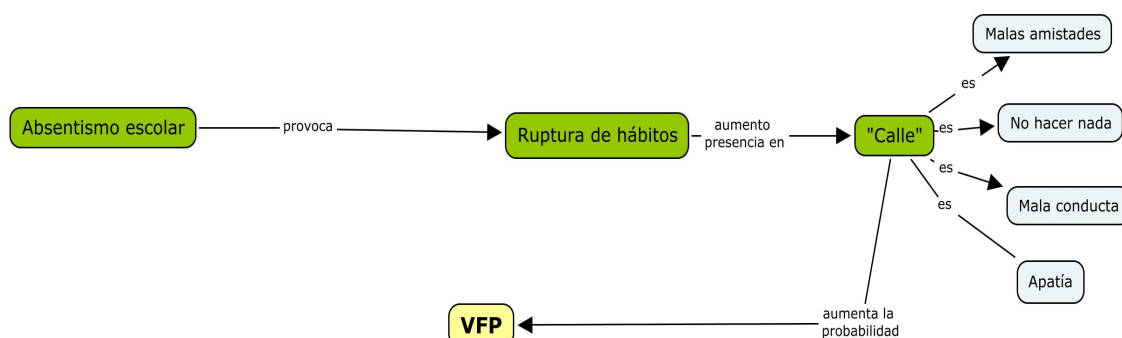 Malas amistades
es
Absentismo escolar
provoca
Ruptura de hábitos
aumento
presencia en
"Calle"
es
No hacer nada
es
Mala conducta
es
Apatía
VFP
aumenta la
probabilidad